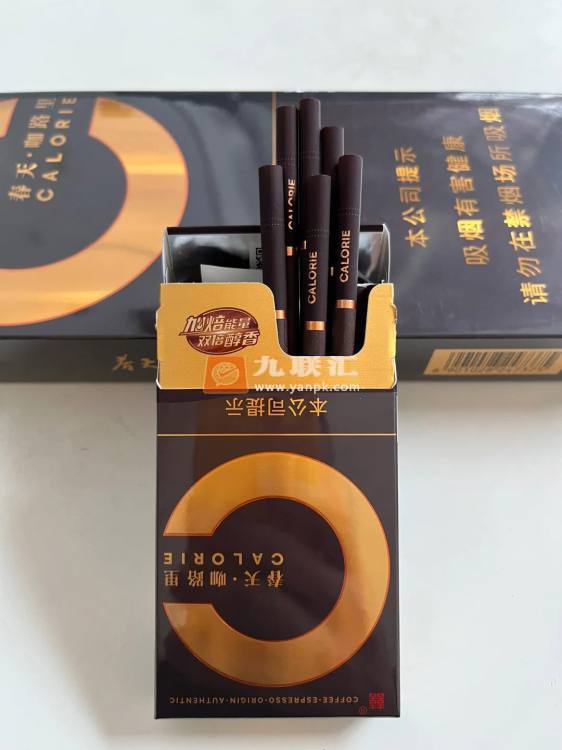 春天·咖路里
CALORIE
本公司提示
吸烟有害健康
请勿在禁烟场所吸烟
CALORIE
CALORIE
CALORIE
加焙能量
双倍醇香
九联汇
www.yanpk.com
本公司提示
CALORIE
春天·咖路里
COFFEE-ESPRESSO-ORIGIN-AUTHENTIC